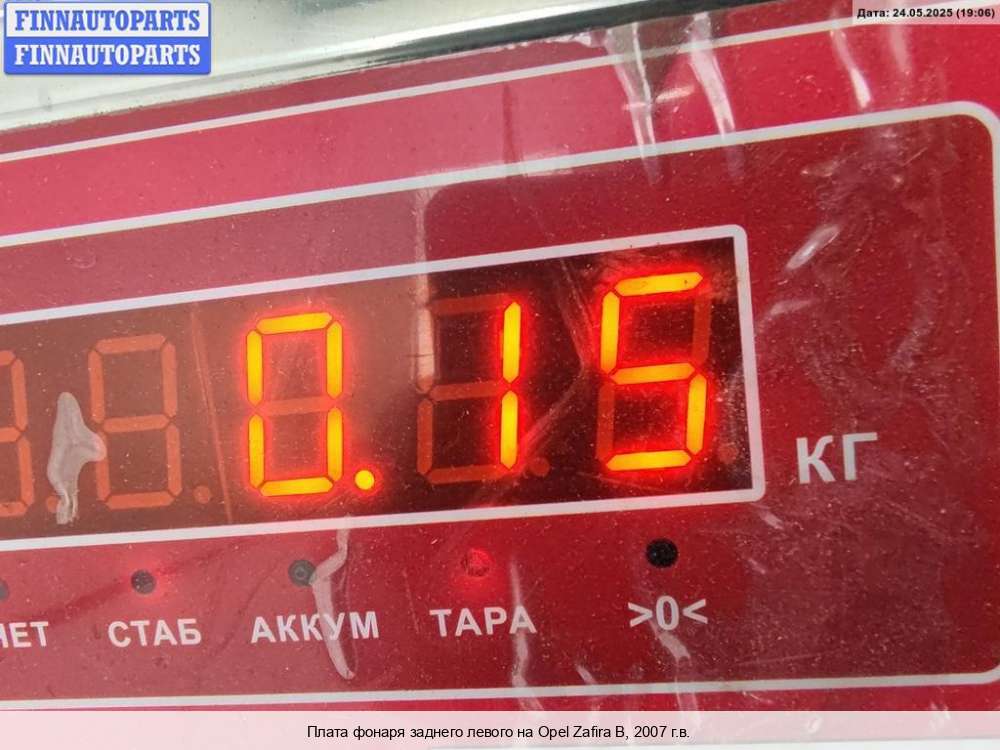 FINNAUTOPARTS
FINNAUTOPARTS
Дата: 24.05.2025 (19:06)
0.15
КГ
СТАБ
АККУМ
ТАРА
>0<
Плата фонаря заднего левого на Opel Zafira B, 2007 г.в.